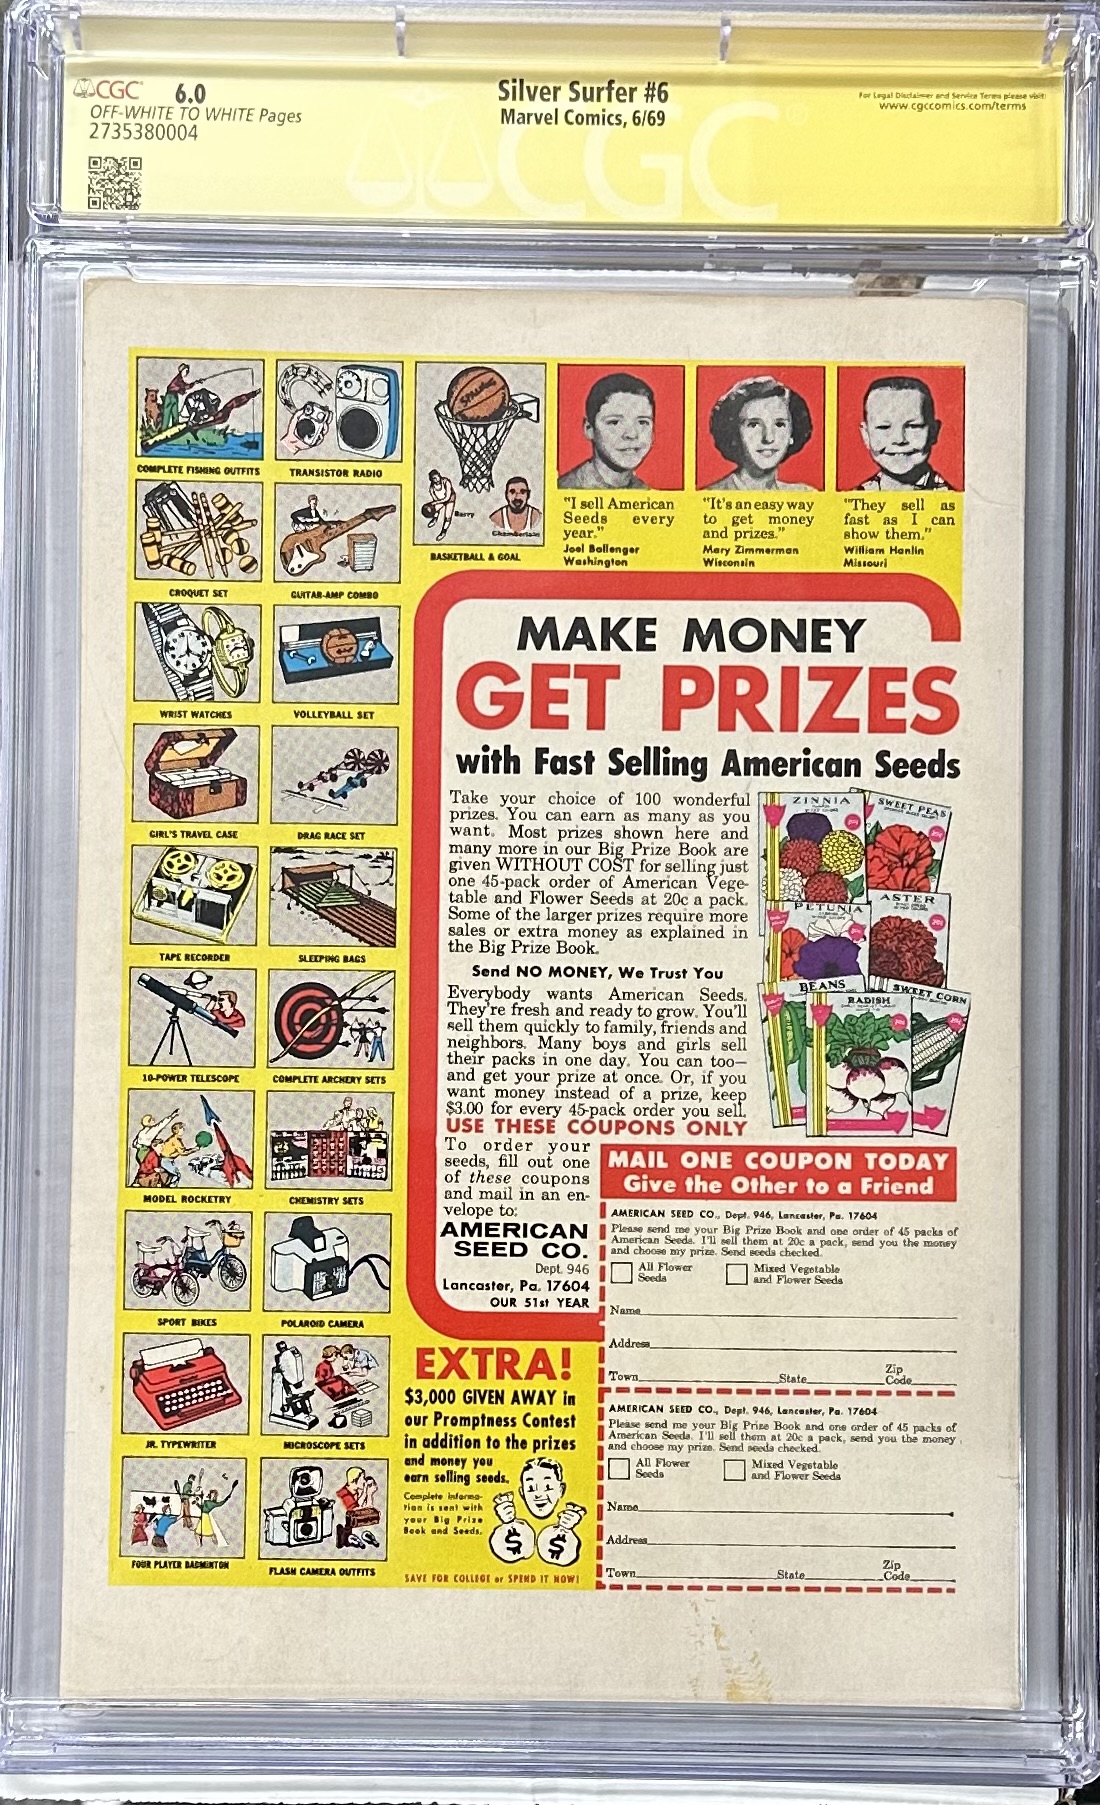 CGC 6.0
OFF-WHITE TO WHITE Pages
2735380004
Silver Surfer #6
Marvel Comics, 6/69
For Legal Disclaimer and Service Terms please visit:
www.cgccomics.com/terms
CGC
COMPLETE FISHING OUTFITS
TRANSISTOR RADIO
CROQUET SET
GUITAR-AMP COMBO
WRIST WATCHES
VOLLEYBALL SET
GIRL'S TRAVEL CASE
DRAG RACE SET
TAPE RECORDER
SLEEPING BAGS
10-POWER TELESCOPE
COMPLETE ARCHERY SETS
MODEL ROCKETRY
CHEMISTRY SETS
SPORT BIKES
POLAROID CAMERA
JR. TYPEWRITER
MICROSCOPE SETS
FOUR PLAYER BADMINTON
FLASH CAMERA OUTFITS
SPALDING
Barry
Chamberlain
BASKETBALL & GOAL
"I sell American
Seeds every
year."
Joel Ballenger
Washington
"It's an easy way
to get money
and prizes."
Mary Zimmerman
Wisconsin
"They sell as
fast as I can
show them."
William Hanlin
Missouri
MAKE MONEY
GET PRIZES
with Fast Selling American Seeds
Take your choice of 100 wonderful
prizes. You can earn as many as you
want. Most prizes shown here and
many more in our Big Prize Book are
given WITHOUT COST for selling just
one 45-pack order of American Vege-
table and Flower Seeds at 20c a pack.
Some of the larger prizes require more
sales or extra money as explained in
the Big Prize Book.
Send NO MONEY, We Trust You
Everybody wants American Seeds.
They're fresh and ready to grow. You'll
sell them quickly to family, friends and
neighbors. Many boys and girls sell
their packs in one day. You can too—
and get your prize at once. Or, if you
want money instead of a prize, keep
$3.00 for every 45-pack order you sell.
USE THESE COUPONS ONLY
To order your
seeds, fill out one
of these coupons
and mail in an en-
velope to:
AMERICAN
SEED CO.
Dept. 946
Lancaster, Pa. 17604
OUR 51st YEAR
ZINNIA
SWEET PEAS
PETUNIA
ASTER
BEANS
RADISH
SWEET CORN
MAIL ONE COUPON TODAY
Give the Other to a Friend
AMERICAN SEED CO., Dept. 946, Lancaster, Pa. 17604
Please send me your Big Prize Book and one order of 45 packs of
American Seeds. I'll sell them at 20c a pack, send you the money
and choose my prize. Send seeds checked.
All Flower
Seeds
Mixed Vegetable
and Flower Seeds
Name
Address
Town State Zip Code
AMERICAN SEED CO., Dept. 946, Lancaster, Pa. 17604
Please send me your Big Prize Book and one order of 45 packs of
American Seeds. I'll sell them at 20c a pack, send you the money
and choose my prize. Send seeds checked.
All Flower
Seeds
Mixed Vegetable
and Flower Seeds
Name
Address
Town State Zip Code
EXTRA!
$3,000 GIVEN AWAY in
our Promptness Contest
in addition to the prizes
and money you
earn selling seeds.
Complete informa-
tion is sent with
your Big Prize
Book and Seeds.
$ $
SAVE FOR COLLEGE or SPEND IT NOW!